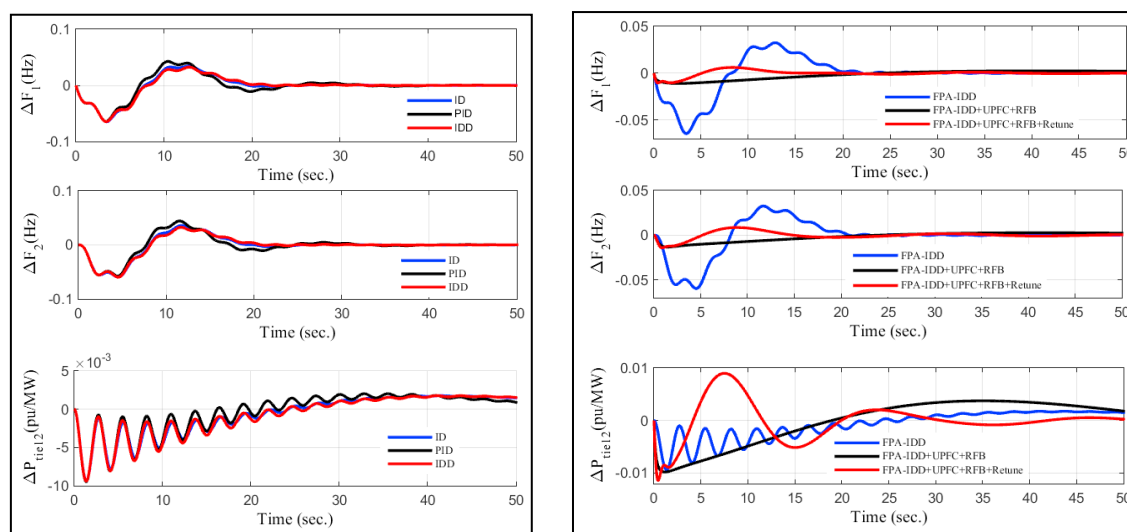 0.1
0
-0.1
ΔF1(Hz)
ID
PID
IDD
0 10 20 30 40 50
Time (sec.)
0.1
0
-0.1
ΔF2(Hz)
ID
PID
IDD
0 10 20 30 40 50
Time (sec.)
×10-3
5
0
-5
-10
ΔPtie12(pu/MW)
ID
PID
IDD
0 10 20 30 40 50
Time (sec.)
0.05
0
-0.05
ΔF1(Hz)
FPA-IDD
FPA-IDD+UPFC+RFB
FPA-IDD+UPFC+RFB+Retune
0 5 10 15 20 25 30 35 40 45 50
Time (sec.)
0.05
0
-0.05
ΔF2(Hz)
FPA-IDD
FPA-IDD+UPFC+RFB
FPA-IDD+UPFC+RFB+Retune
0 5 10 15 20 25 30 35 40 45 50
Time (sec.)
0.01
0
-0.01
ΔPtie12(pu/MW)
FPA-IDD
FPA-IDD+UPFC+RFB
FPA-IDD+UPFC+RFB+Retune
0 5 10 15 20 25 30 35 40 45 50
Time (sec.)